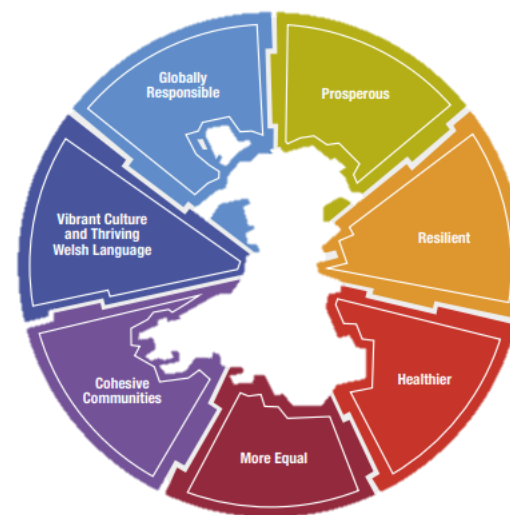 Globally
Responsible
Prosperous
Vibrant Culture
and Thriving
Welsh Language
Resilient
Cohesive
Communities
Healthier
More Equal